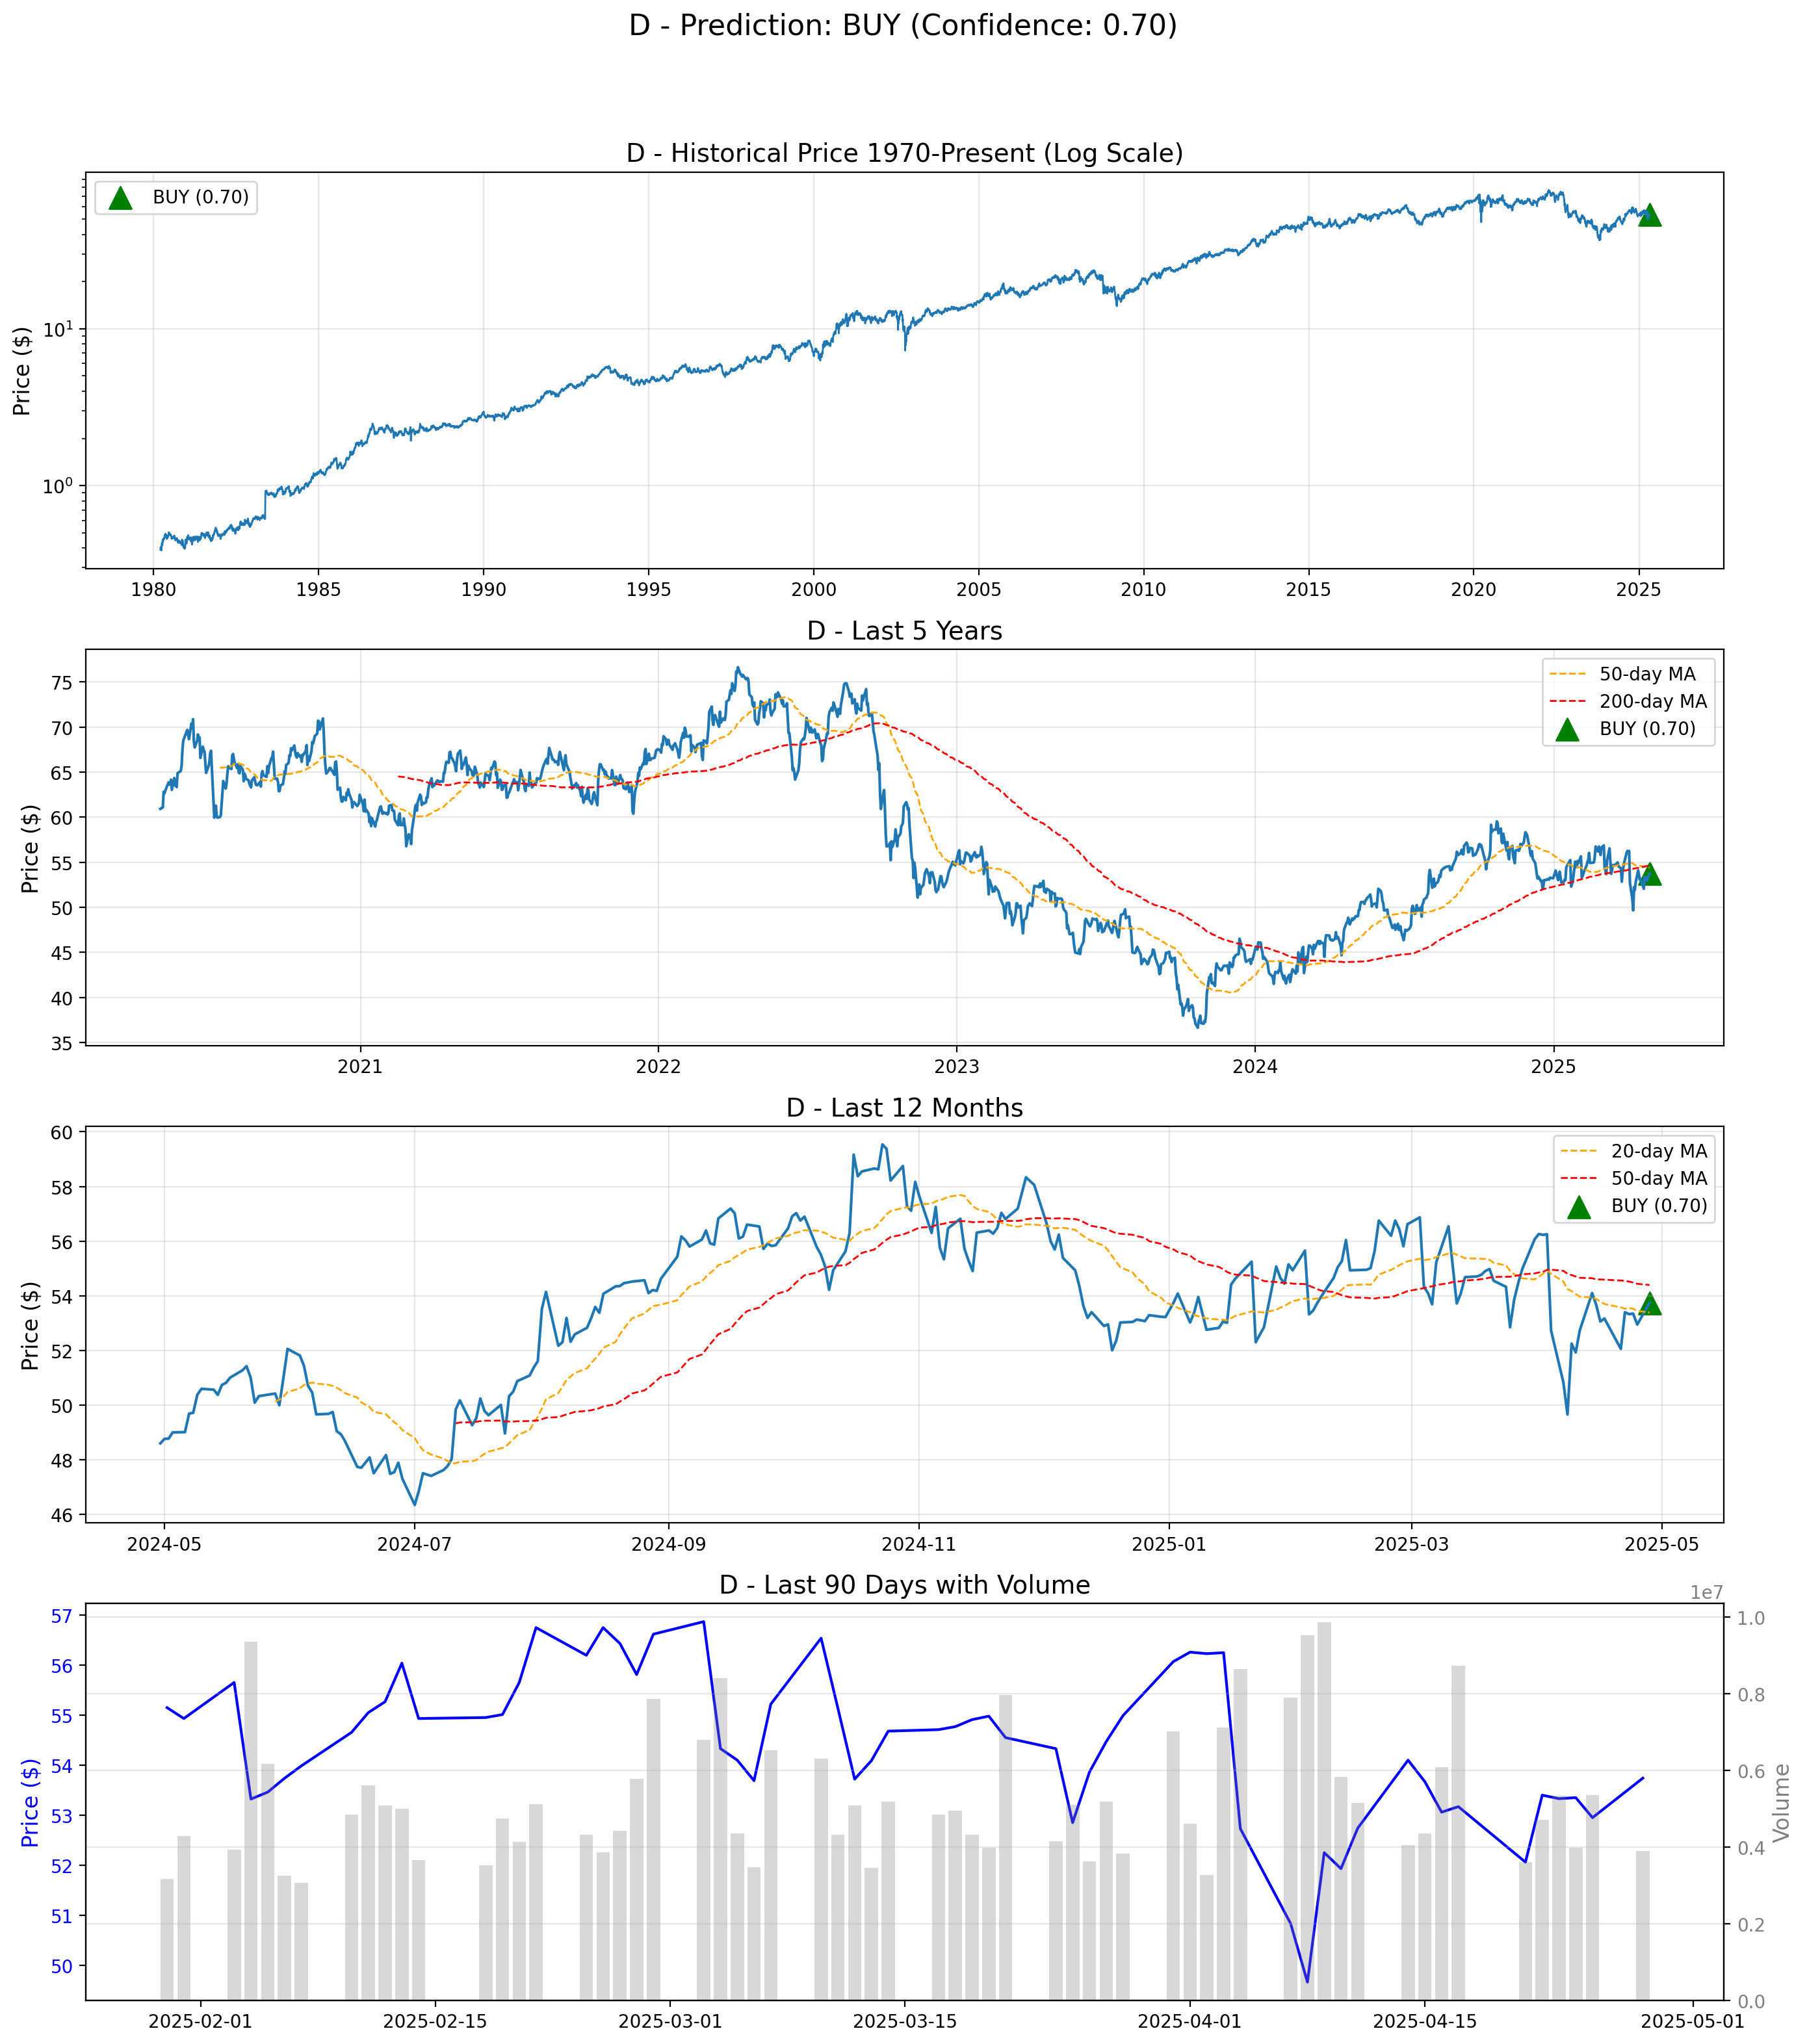 D - Prediction: BUY (Confidence: 0.70)
D - Historical Price 1970-Present (Log Scale)
BUY (0.70)
Price ($)
10¹
10⁰
1980 1985 1990 1995 2000 2005 2010 2015 2020 2025
D - Last 5 Years
50-day MA
200-day MA
BUY (0.70)
Price ($)
75
70
65
60
55
50
45
40
35
2021 2022 2023 2024 2025
D - Last 12 Months
20-day MA
50-day MA
BUY (0.70)
Price ($)
60
58
56
54
52
50
48
46
2024-05 2024-07 2024-09 2024-11 2025-01 2025-03 2025-05
D - Last 90 Days with Volume
1e7
Price ($)
57
56
55
54
53
52
51
50
1.0
0.8
0.6
0.4
0.2
0.0
Volume
2025-02-01 2025-02-15 2025-03-01 2025-03-15 2025-04-01 2025-04-15 2025-05-01